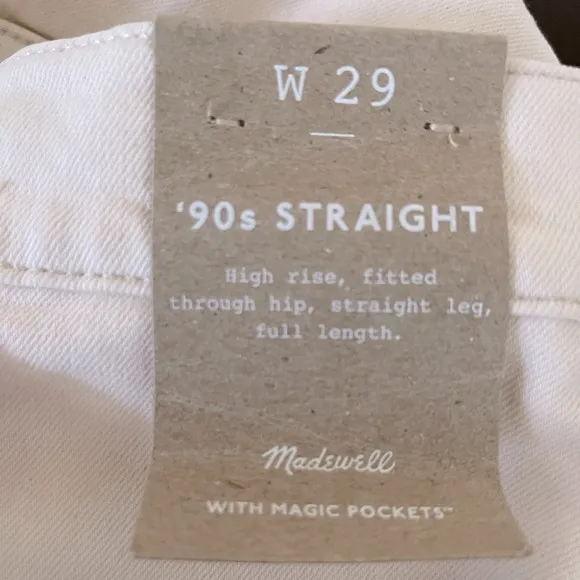 W 29
‘90s STRAIGHT
High rise, fitted
through hip, straight leg,
full length.
Madewell
WITH MAGIC POCKETS™